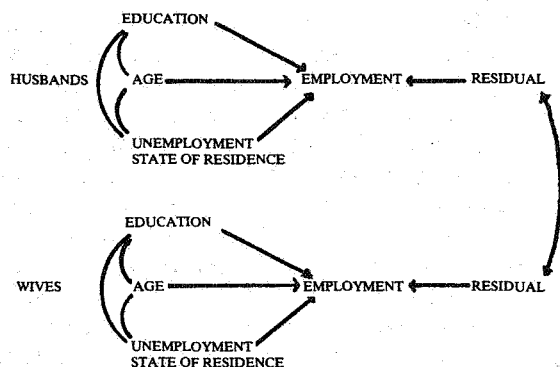 EDUCATION
HUSBANDS AGE EMPLOYMENT RESIDUAL
UNEMPLOYMENT
STATE OF RESIDENCE
EDUCATION
WIVES AGE EMPLOYMENT RESIDUAL
UNEMPLOYMENT
STATE OF RESIDENCE